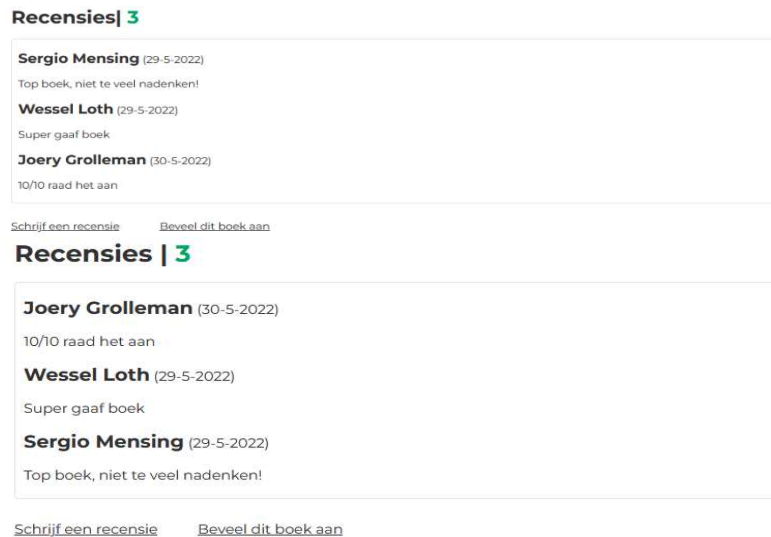 Recensies| 3
Sergio Mensing (29-5-2022)
Top boek, niet te veel nadenken!
Wessel Loth (29-5-2022)
Super gaaf boek
Joery Grolleman (30-5-2022)
10/10 raad het aan
Schrijf een recensie Beveel dit boek aan
Recensies | 3
Joery Grolleman (30-5-2022)
10/10 raad het aan
Wessel Loth (29-5-2022)
Super gaaf boek
Sergio Mensing (29-5-2022)
Top boek, niet te veel nadenken!
Schrijf een recensie Beveel dit boek aan